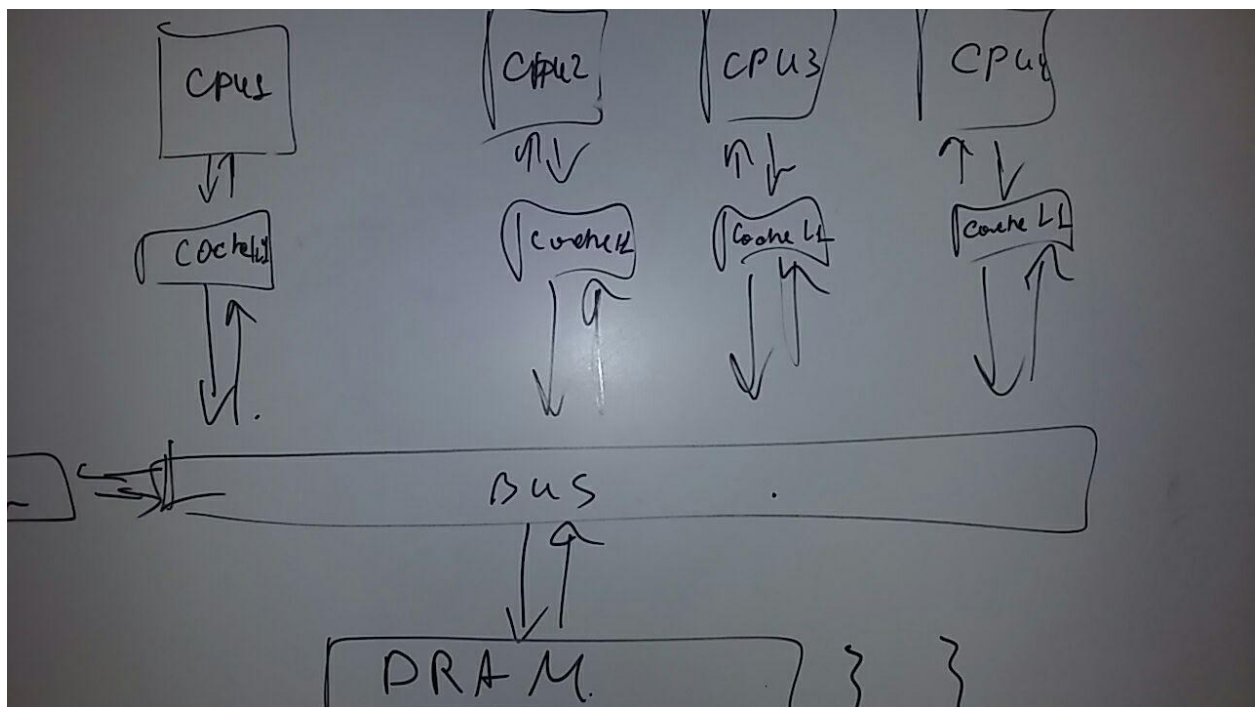 CPU1 CPU2 CPU3 CPU4
Cache L1 Cache L1 Cache L1 Cache L1
BUS
DRAM.